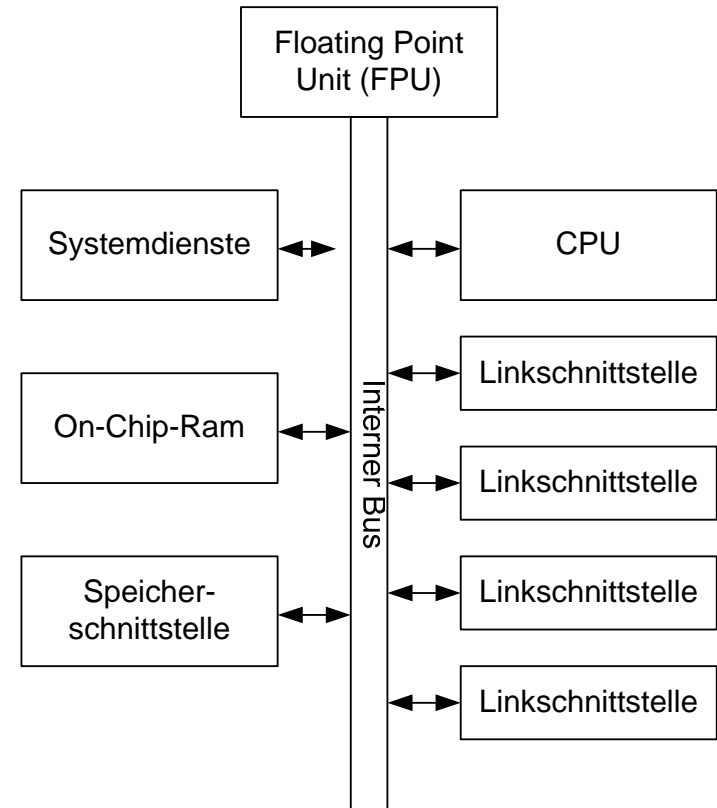 Floating Point
Unit (FPU)
Systemdienste
CPU
Linkschnittstelle
On-Chip-Ram
Interner Bus
Linkschnittstelle
Speicher-
schnittstelle
Linkschnittstelle
Linkschnittstelle